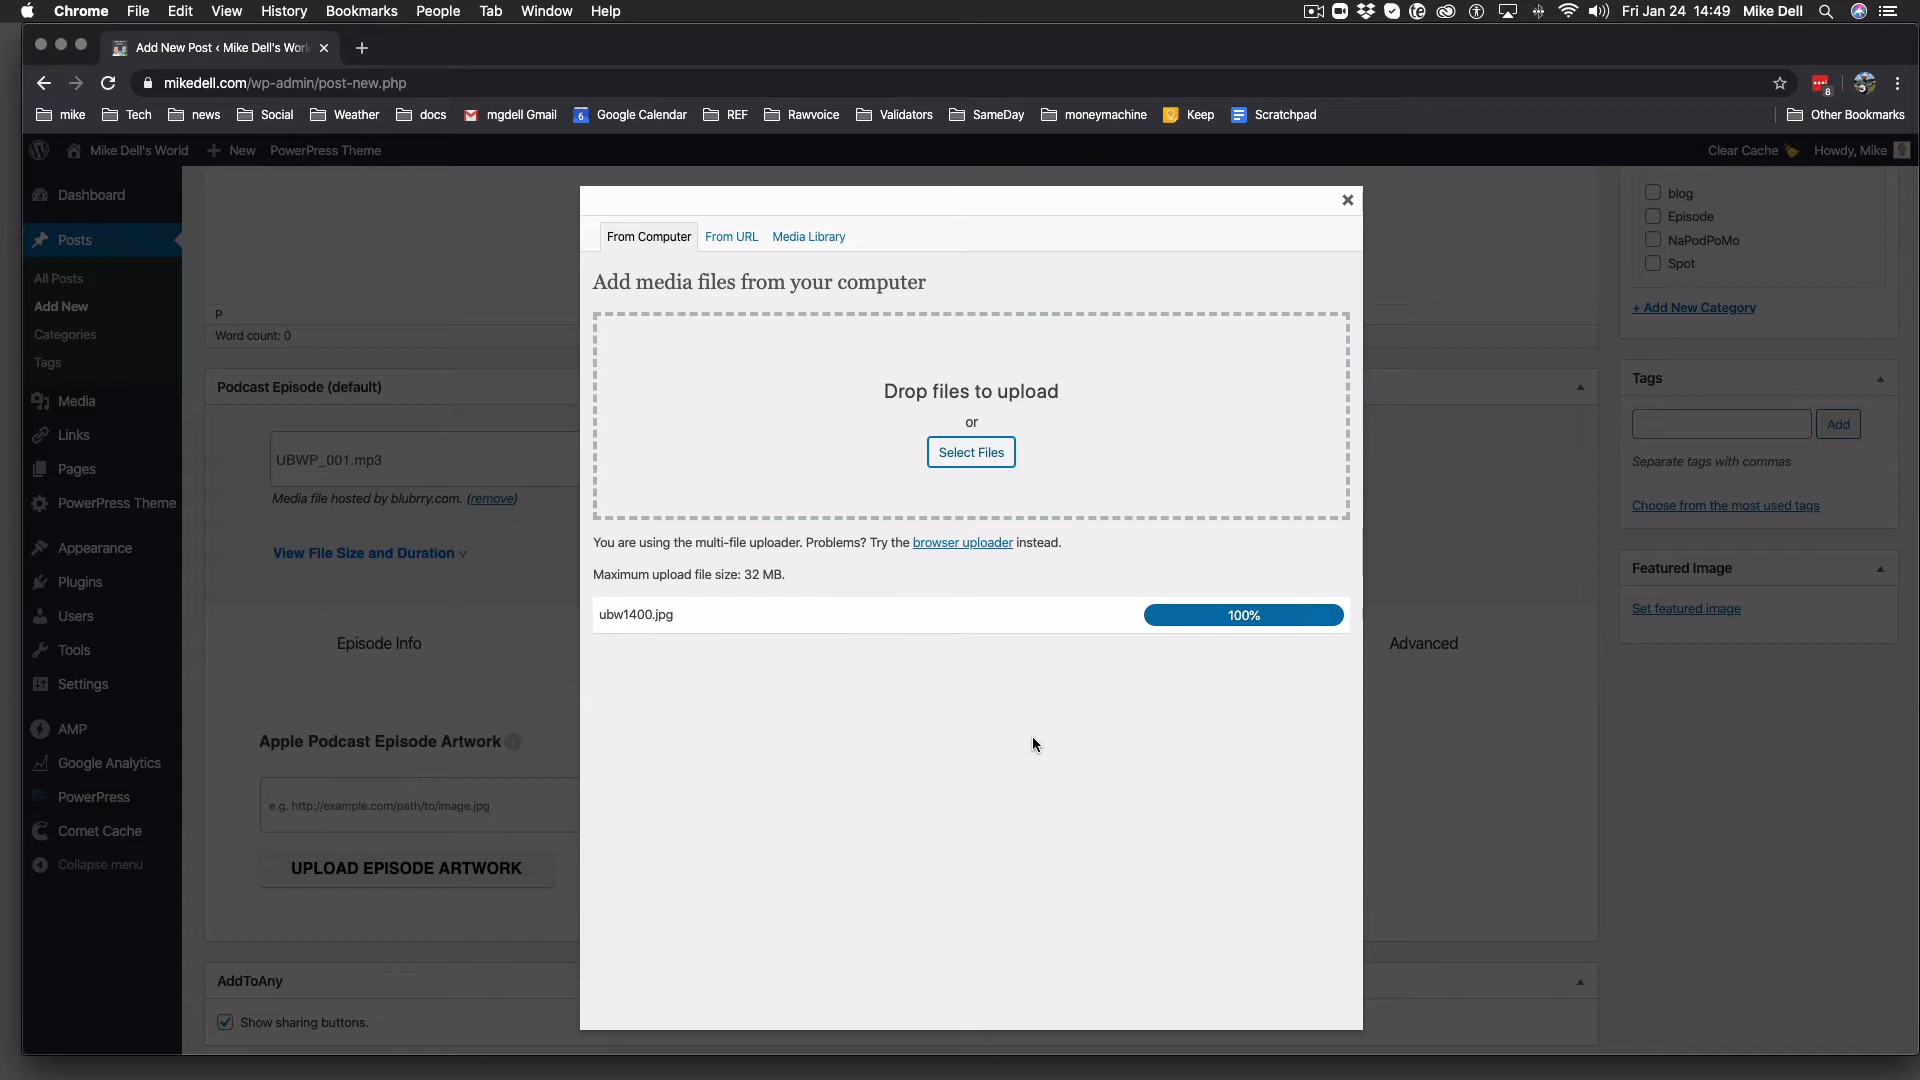 Chrome File Edit View History Bookmarks People Tab Window Help
Fri Jan 24 14:49 Mike Dell
Add New Post ‹ Mike Dell's Worl
mikedell.com/wp-admin/post-new.php
8
mike Tech news Social Weather docs mgdell Gmail 6 Google Calendar REF Rawvoice Validators SameDay moneymachine Keep Scratchpad Other Bookmarks
Mike Dell's World New PowerPress Theme Clear Cache Howdy, Mike
Dashboard
Posts
All Posts
Add New
Categories
Tags
Media
Links
Pages
PowerPress Theme
Appearance
Plugins
Users
Tools
Settings
AMP
Google Analytics
PowerPress
Comet Cache
Collapse menu
P
Word count: 0
Podcast Episode (default)
UBWP_001.mp3
Media file hosted by blubrry.com. (remove)
View File Size and Duration
Episode Info
Advanced
Apple Podcast Episode Artwork
e.g. http://example.com/path/to/image.jpg
UPLOAD EPISODE ARTWORK
AddToAny
Show sharing buttons.
From Computer From URL Media Library
Add media files from your computer
Drop files to upload
or
Select Files
You are using the multi-file uploader. Problems? Try the browser uploader instead.
Maximum upload file size: 32 MB.
ubw1400.jpg 100%
blog
Episode
NaPodPoMo
Spot
+ Add New Category
Tags
Add
Separate tags with commas
Choose from the most used tags
Featured Image
Set featured image